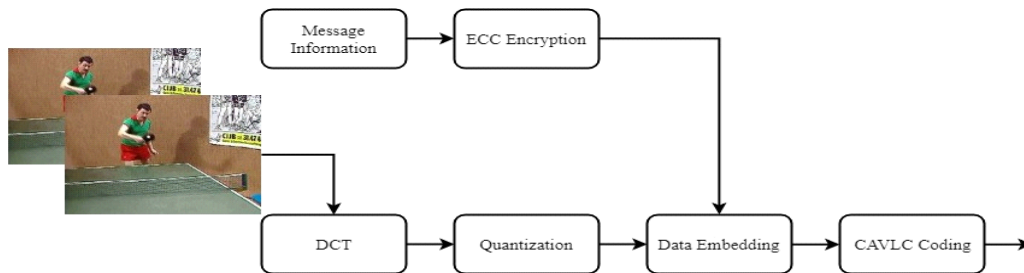 Message
Information
ECC Encryption
DCT
Quantization
Data Embedding
CAVLC Coding